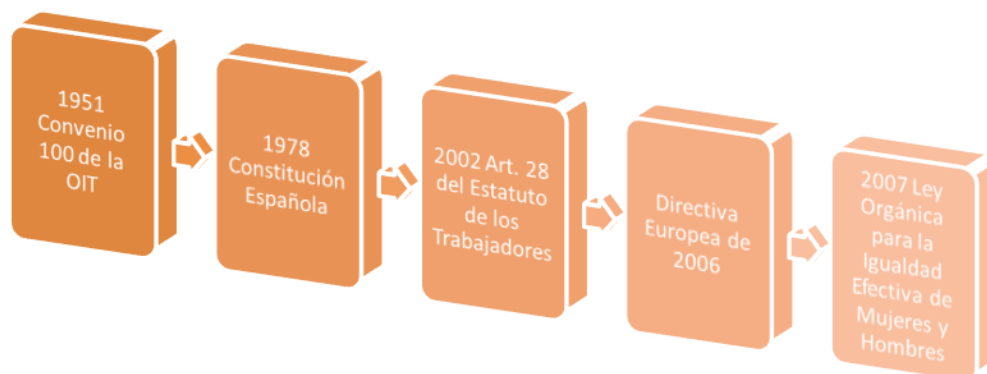 1951
Convenio
100 de la
OIT
1978
Constitución
Española
2002 Art. 28
del Estatuto
de los
Trabajadores
Directiva
Europea de
2006
2007 Ley
Orgánica
para la
Igualdad
Efectiva de
Mujeres y
Hombres